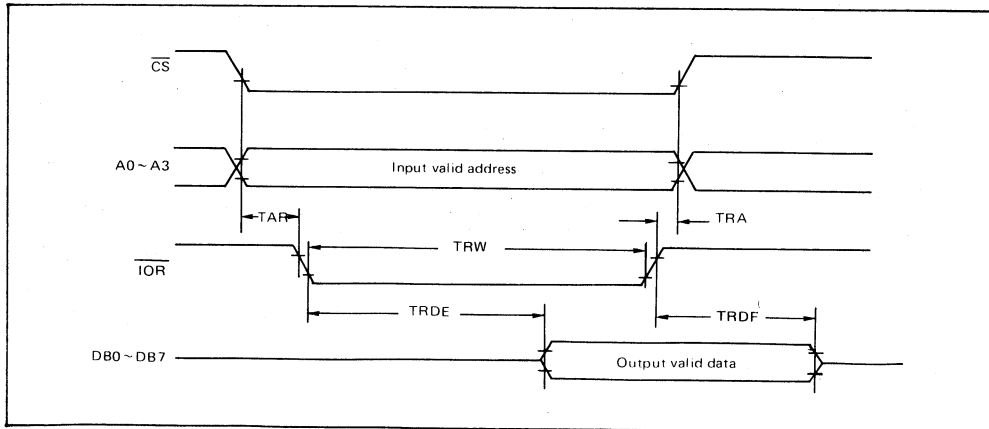 CS
A0~A3
Input valid address
TAR
TRA
TRW
IOR
TRDE
TRDF
DB0~DB7
Output valid data